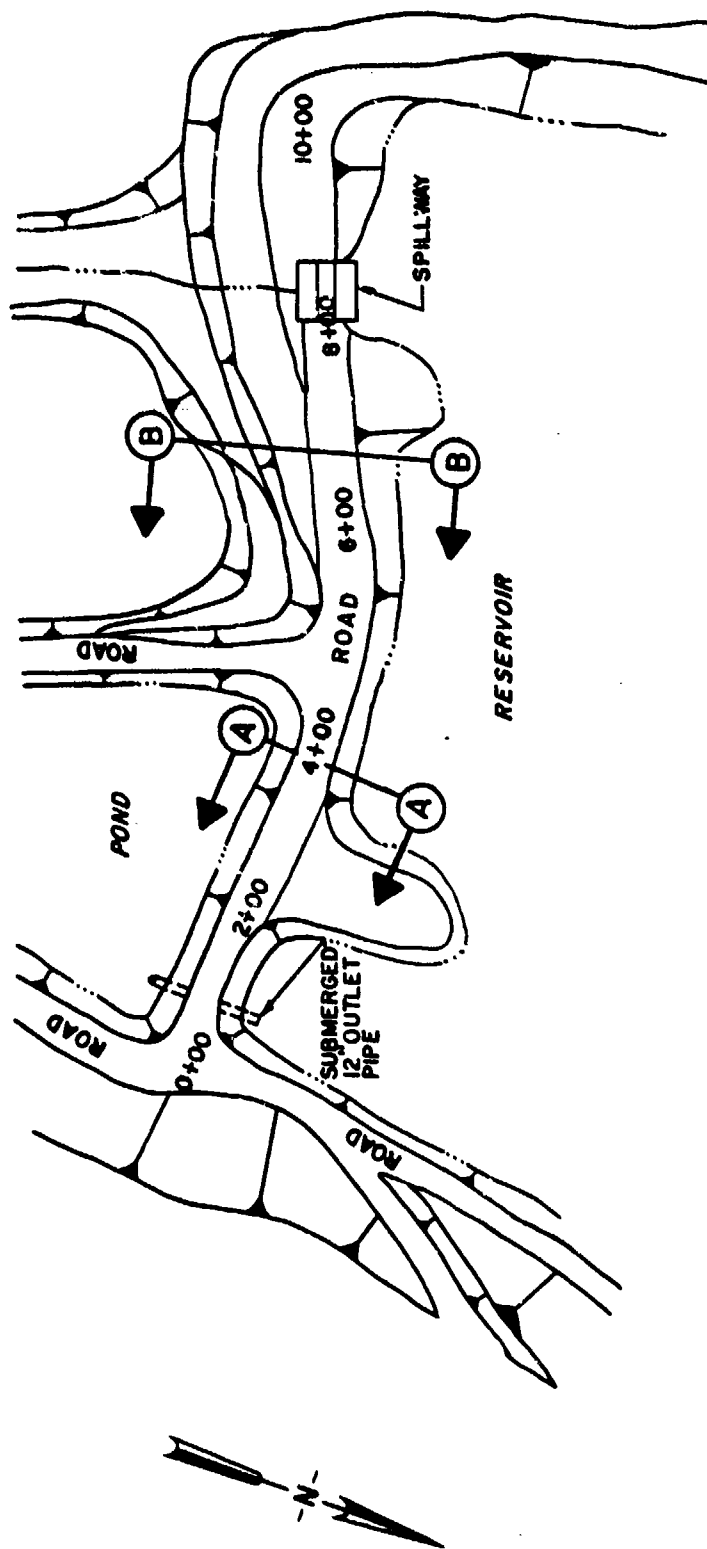 10+00
SPILLWAY
8+00
B
B
6+00
ROAD
ROAD
RESERVOIR
A
4+00
A
POND
2+00
SUBMERGED
12" OUTLET
PIPE
ROAD
0+00
ROAD
-N-